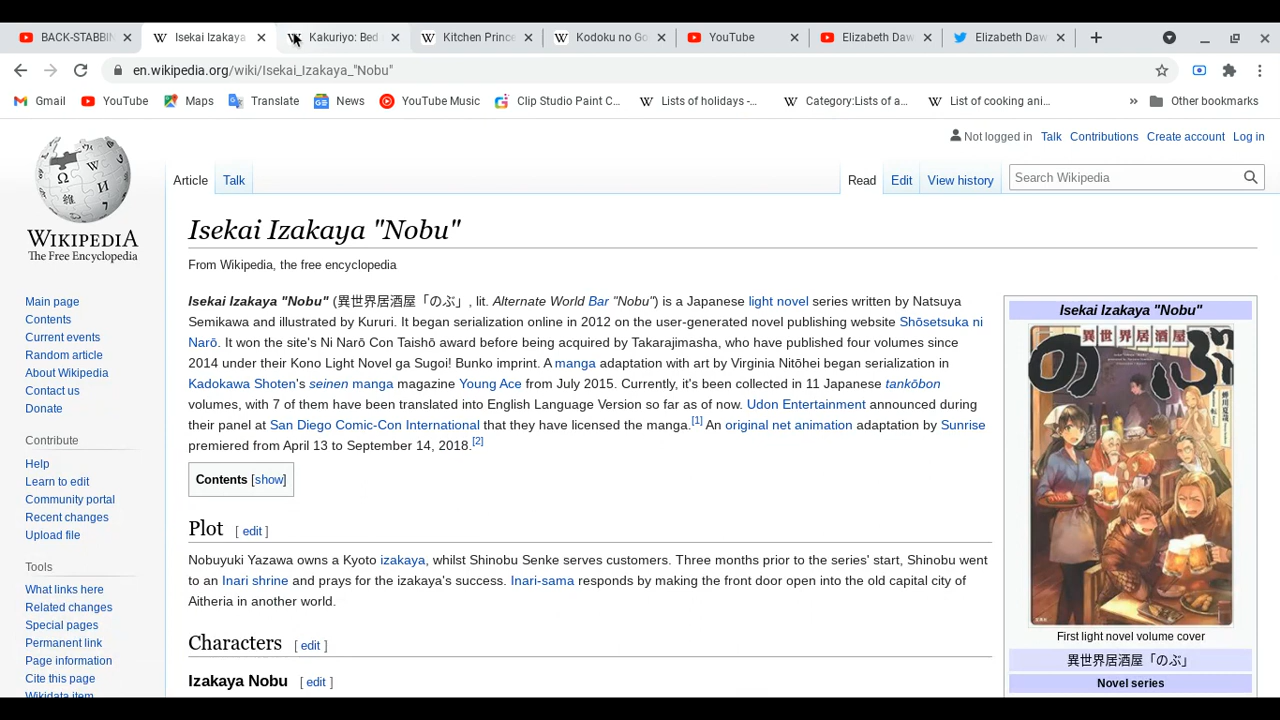 BACK-STABBIN
Isekai Izakaya
Kakuriyo: Bed
Kitchen Prince
Kodoku no Go
YouTube
Elizabeth Daw
Elizabeth Daw
en.wikipedia.org/wiki/Isekai_Izakaya_"Nobu"
Gmail
YouTube
Maps
Translate
News
YouTube Music
Clip Studio Paint C...
Lists of holidays -...
Category:Lists of a...
List of cooking ani...
»
Other bookmarks
Not logged in
Talk
Contributions
Create account
Log in
Article
Talk
Read
Edit
View history
Search Wikipedia
WIKIPEDIA
The Free Encyclopedia
Main page
Contents
Current events
Random article
About Wikipedia
Contact us
Donate
Contribute
Help
Learn to edit
Community portal
Recent changes
Upload file
Tools
What links here
Related changes
Special pages
Permanent link
Page information
Cite this page
Wikidata item
Isekai Izakaya "Nobu"
From Wikipedia, the free encyclopedia
Isekai Izakaya "Nobu" (異世界居酒屋「のぶ」, lit. Alternate World Bar "Nobu") is a Japanese light novel series written by Natsuya
Semikawa and illustrated by Kururi. It began serialization online in 2012 on the user-generated novel publishing website Shōsetsuka ni
Narō. It won the site's Ni Narō Con Taishō award before being acquired by Takarajimasha, who have published four volumes since
2014 under their Kono Light Novel ga Sugoi! Bunko imprint. A manga adaptation with art by Virginia Nitōhei began serialization in
Kadokawa Shoten's seinen manga magazine Young Ace from July 2015. Currently, it's been collected in 11 Japanese tankōbon
volumes, with 7 of them have been translated into English Language Version so far as of now. Udon Entertainment announced during
their panel at San Diego Comic-Con International that they have licensed the manga.[1] An original net animation adaptation by Sunrise
premiered from April 13 to September 14, 2018.[2]
Contents [show]
Plot [ edit ]
Nobuyuki Yazawa owns a Kyoto izakaya, whilst Shinobu Senke serves customers. Three months prior to the series' start, Shinobu went
to an Inari shrine and prays for the izakaya's success. Inari-sama responds by making the front door open into the old capital city of
Aitheria in another world.
Characters [ edit ]
Izakaya Nobu [ edit ]
Isekai Izakaya "Nobu"
異世界居酒屋
のぶ
蝉川夏哉
First light novel volume cover
異世界居酒屋「のぶ」
Novel series